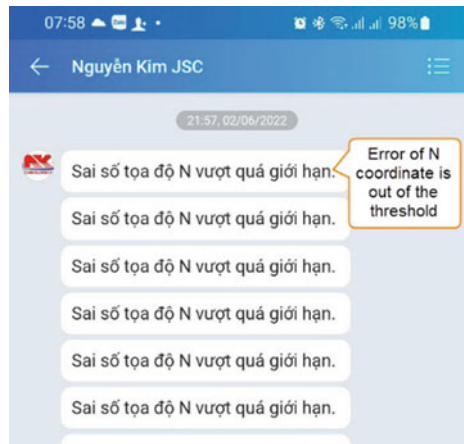 07:58
98%
Nguyễn Kim JSC
21:57, 02/06/2022
Sai số tọa độ N vượt quá giới hạn.
Error of N
coordinate is
out of the
threshold
Sai số tọa độ N vượt quá giới hạn.
Sai số tọa độ N vượt quá giới hạn.
Sai số tọa độ N vượt quá giới hạn.
Sai số tọa độ N vượt quá giới hạn.
Sai số tọa độ N vượt quá giới hạn.